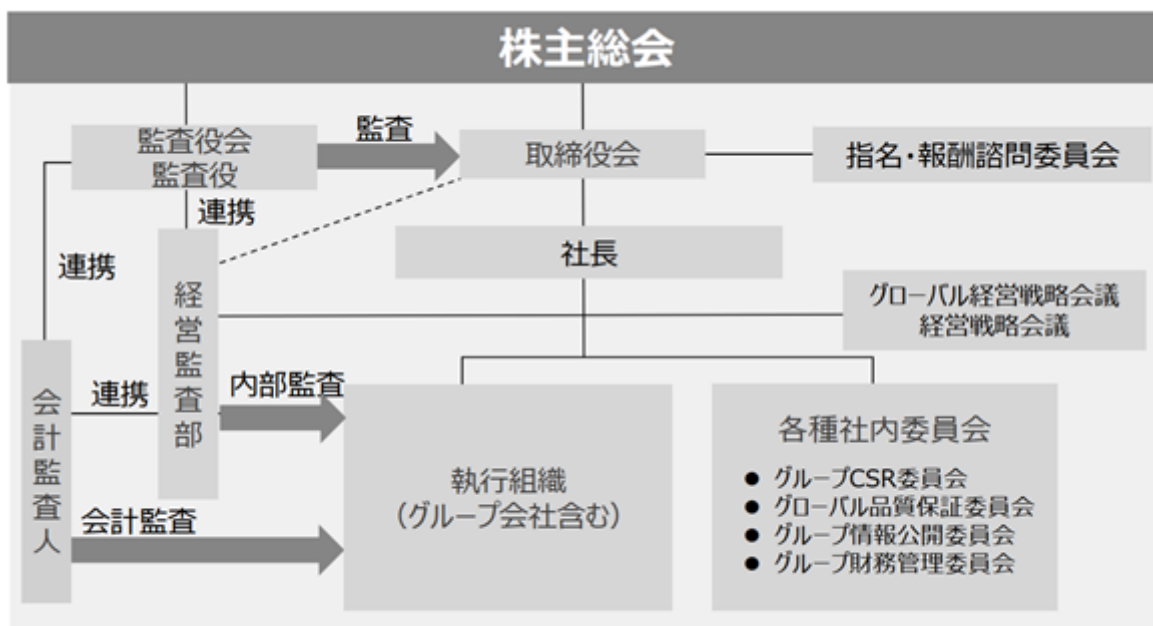 株主総会
監査役会
監査役
監査
取締役会
指名・報酬諮問委員会
連携
連携
社長
経営監査部
グローバル経営戦略会議
経営戦略会議
会計監査人
連携
内部監査
会計監査
執行組織
（グループ会社含む）
各種社内委員会
● グループCSR委員会
● グローバル品質保証委員会
● グループ情報公開委員会
● グループ財務管理委員会